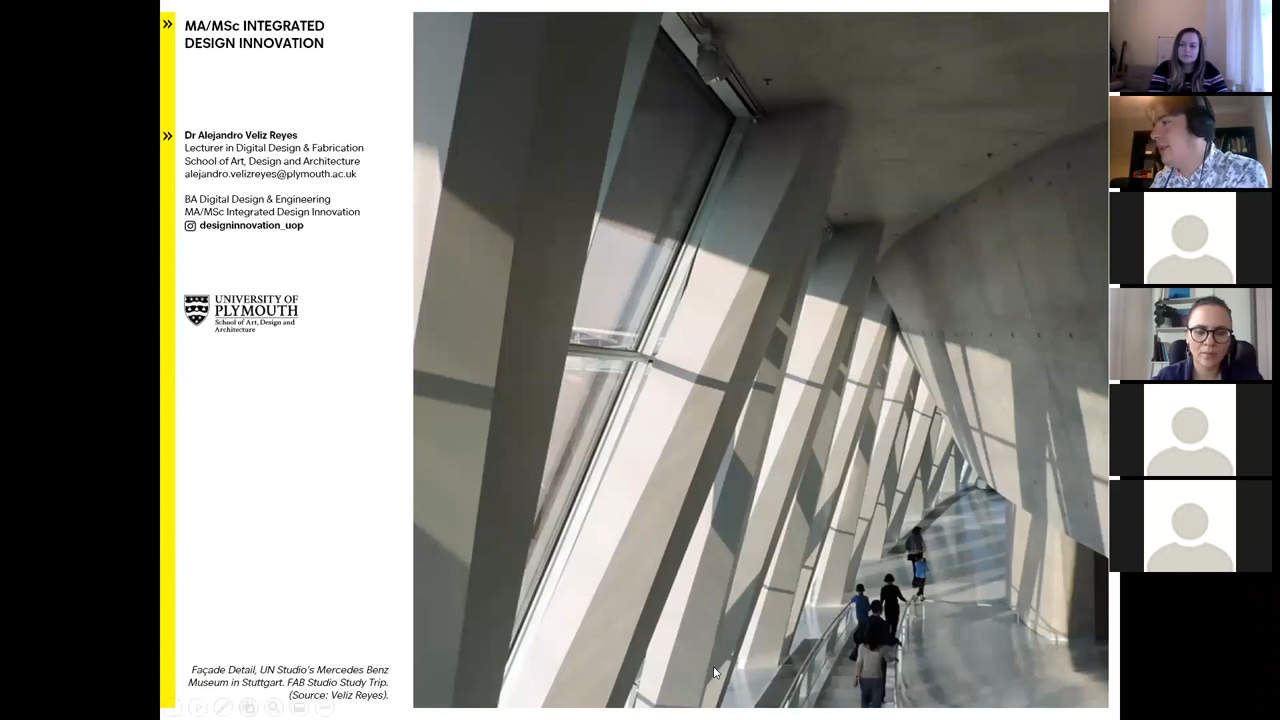 MA/MSc INTEGRATED
DESIGN INNOVATION
Dr Alejandro Veliz Reyes
Lecturer in Digital Design & Fabrication
School of Art, Design and Architecture
alejandro.velizreyes@plymouth.ac.uk
BA Digital Design & Engineering
MA/MSc Integrated Design Innovation
designinnovation_uop
UNIVERSITY OF
PLYMOUTH
School of Art, Design and
Architecture
Façade Detail, UN Studio's Mercedes Benz
Museum in Stuttgart. FAB Studio Study Trip.
(Source: Veliz Reyes).